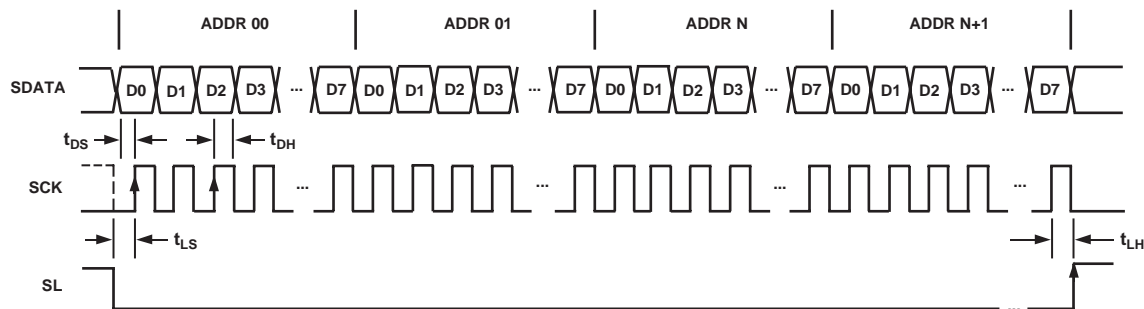 ADDR 00 ADDR 01 ADDR N ADDR N+1
SDATA D0 D1 D2 D3 ... D7 D0 D1 D2 D3 ... D7 D0 D1 D2 D3 ... D7 D0 D1 D2 D3 ... D7
tDS tDH
SCK ... ... ... ...
tLS tLH
SL ...